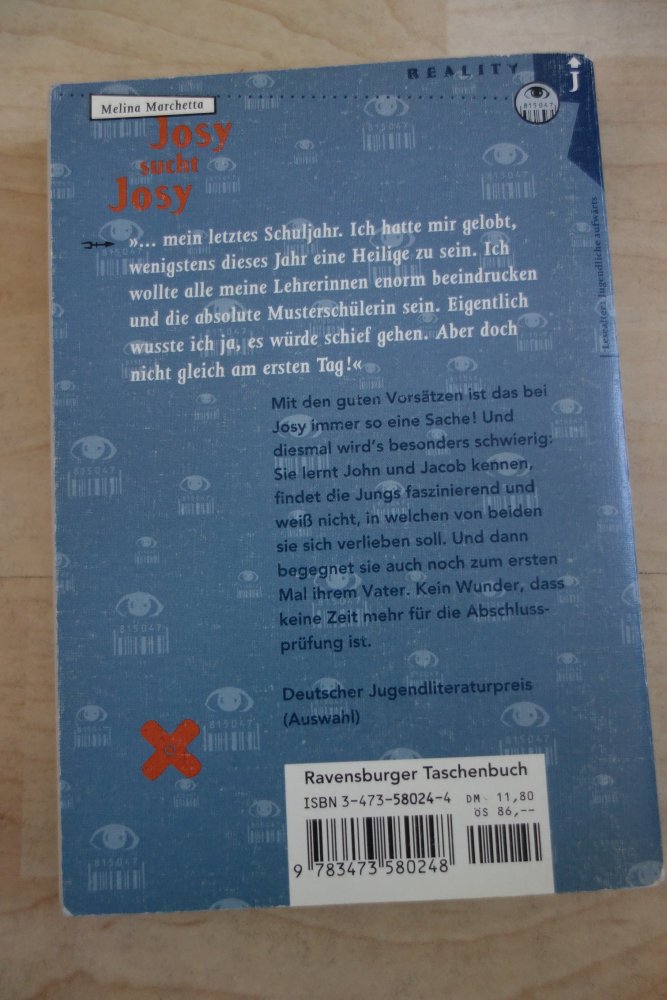 REALITY
J
815047
Melina Marchetta
Josy
sucht
Josy
»... mein letztes Schuljahr. Ich hatte mir gelobt,
wenigstens dieses Jahr eine Heilige zu sein. Ich
wollte alle meine Lehrerinnen enorm beeindrucken
und die absolute Musterschülerin sein. Eigentlich
wusste ich ja, es würde schief gehen. Aber doch
nicht gleich am ersten Tag!«
Lesealter: Jugendliche aufwärts
Mit den guten Vorsätzen ist das bei
Josy immer so eine Sache! Und
diesmal wird's besonders schwierig:
Sie lernt John und Jacob kennen,
findet die Jungs faszinierend und
weiß nicht, in welchen von beiden
sie sich verlieben soll. Und dann
begegnet sie auch noch zum ersten
Mal ihrem Vater. Kein Wunder, dass
keine Zeit mehr für die Abschluss-
prüfung ist.
Deutscher Jugendliteraturpreis
(Auswahl)
Ravensburger Taschenbuch
ISBN 3-473-58024-4 DM 11,80
ÖS 86,--
9 783473 580248